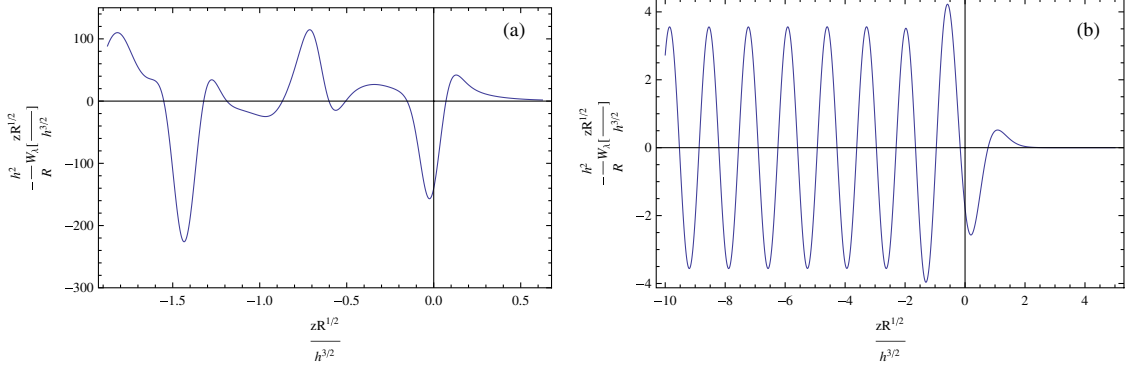 (a)
100
0
−100
−200
−300
−1.5
−1.0
−0.5
0.0
0.5
zR^{1/2}
h^{3/2}
− h^2/R W_λ[ zR^{1/2}/h^{3/2} ]
(b)
4
2
0
−2
−4
−10
−8
−6
−4
−2
0
2
4
zR^{1/2}
h^{3/2}
− h^2/R W_λ[ zR^{1/2}/h^{3/2} ]